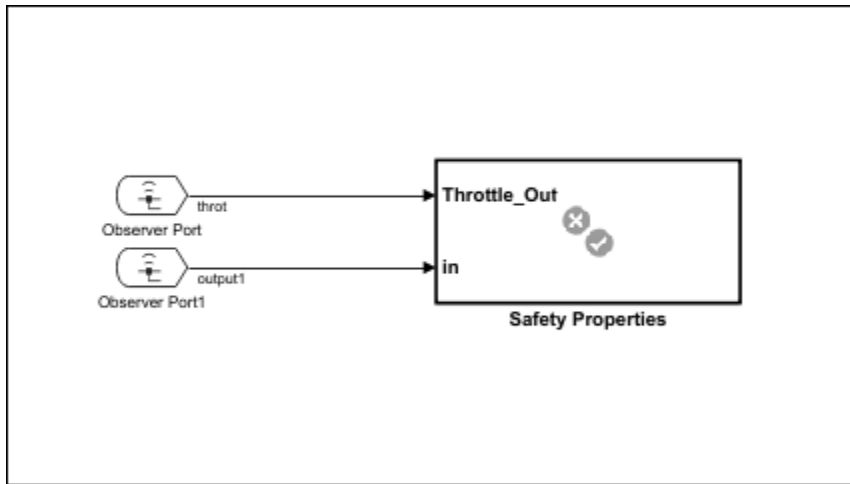 throt
Throttle_Out
Observer Port
output1
in
Observer Port1
Safety Properties